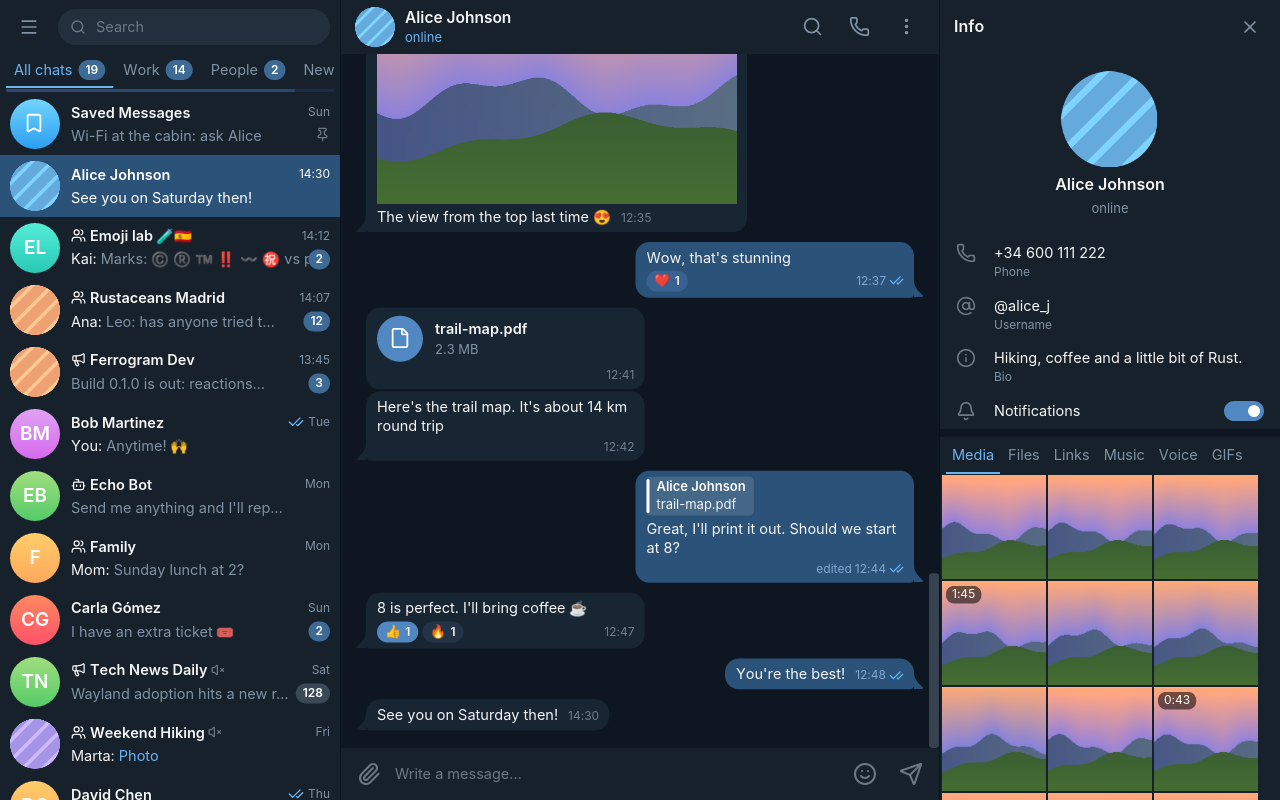 Search
All chats 19 Work 14 People 2 New
Saved Messages Sun
Wi-Fi at the cabin: ask Alice
Alice Johnson 14:30
See you on Saturday then!
EL Emoji lab 🧪🇪🇸 14:12
Kai: Marks: © ® ™ ‼️ 〰️ ㊗️ vs 2
Rustaceans Madrid 14:07
Ana: Leo: has anyone tried t... 12
Ferrogram Dev 13:45
Build 0.1.0 is out: reactions... 3
BM Bob Martinez Tue
You: Anytime! 🙌
EB Echo Bot Mon
Send me anything and I'll rep...
F Family Mon
Mom: Sunday lunch at 2?
CG Carla Gómez Sun
I have an extra ticket 🎟️ 2
TN Tech News Daily Sat
Wayland adoption hits a new r... 128
Weekend Hiking Fri
Marta: Photo
David Chen Thu
Alice Johnson
online
The view from the top last time 😍 12:35
Wow, that's stunning
❤️ 1 12:37
trail-map.pdf
2.3 MB
12:41
Here's the trail map. It's about 14 km
round trip
12:42
Alice Johnson
trail-map.pdf
Great, I'll print it out. Should we start
at 8?
edited 12:44
8 is perfect. I'll bring coffee ☕
👍 1 🔥 1 12:47
You're the best! 12:48
See you on Saturday then! 14:30
Write a message...
Info
Alice Johnson
online
+34 600 111 222
Phone
@alice_j
Username
Hiking, coffee and a little bit of Rust.
Bio
Notifications
Media Files Links Music Voice GIFs
1:45
0:43